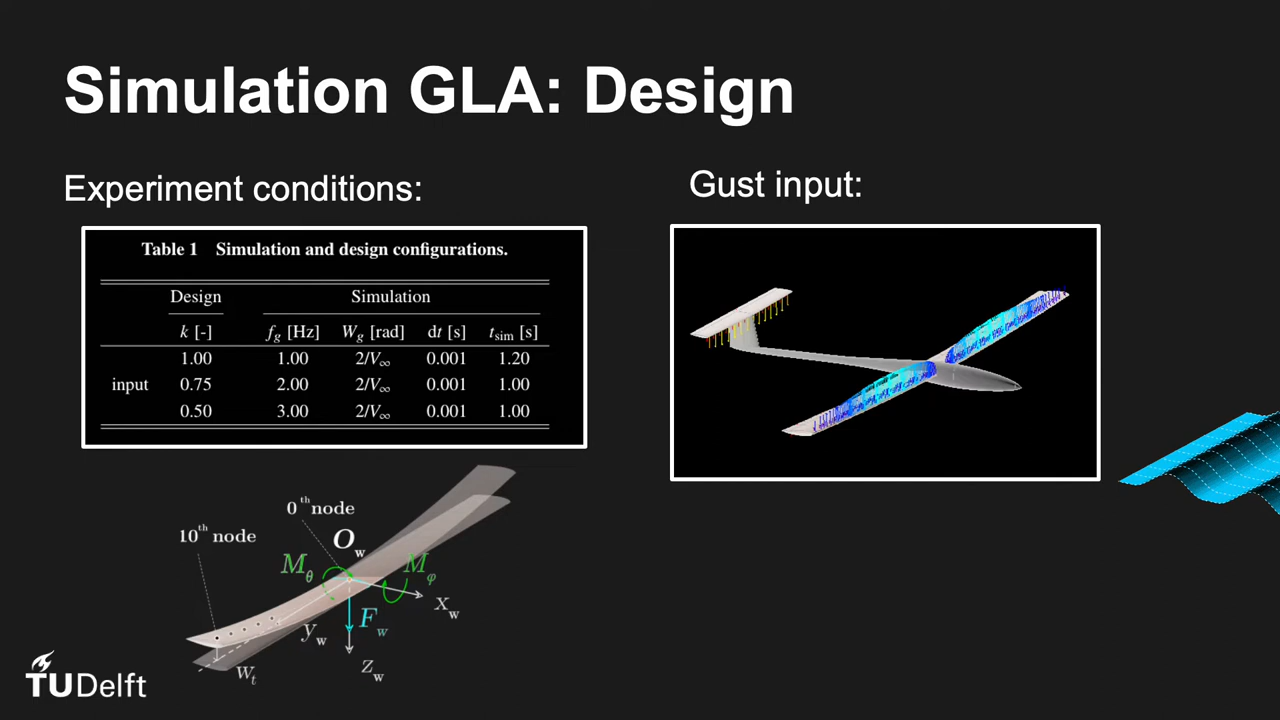 Simulation GLA: Design
Experiment conditions:
Table 1 Simulation and design configurations.
Design Simulation
k [-] f_g [Hz] W_g [rad] dt [s] t_sim [s]
1.00 1.00 2/V∞ 0.001 1.20
input 0.75 2.00 2/V∞ 0.001 1.00
0.50 3.00 2/V∞ 0.001 1.00
Gust input:
0th node
10th node
O_w
M_θ
M_φ
X_w
F_w
y_w
Z_w
W_t
TUDelft